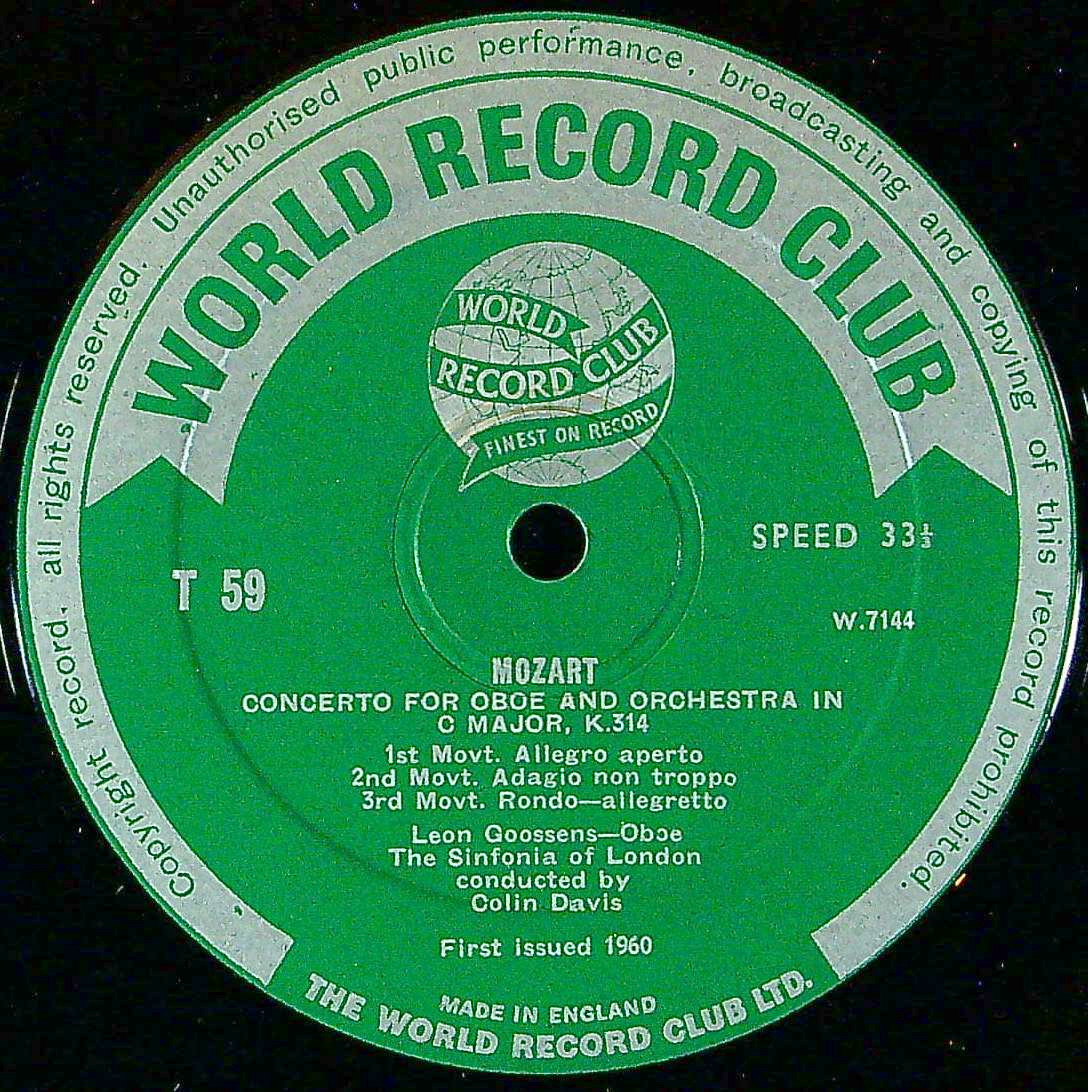 Copyright record. all rights reserved. Unauthorised public performance, broadcasting and copying of this record prohibited.
WORLD RECORD CLUB
WORLD
RECORD CLUB
FINEST ON RECORD
SPEED 33⅓
T 59
W.7144
MOZART
CONCERTO FOR OBOE AND ORCHESTRA IN
C MAJOR, K.314
1st Movt. Allegro aperto
2nd Movt. Adagio non troppo
3rd Movt. Rondo—allegretto
Leon Goossens—Oboe
The Sinfonia of London
conducted by
Colin Davis
First issued 1960
MADE IN ENGLAND
THE WORLD RECORD CLUB LTD.